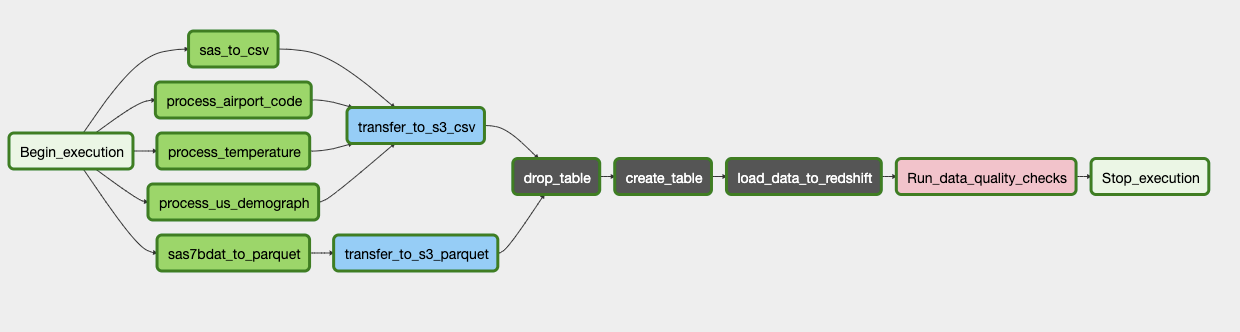 sas_to_csv
process_airport_code
transfer_to_s3_csv
Begin_execution
process_temperature
drop_table
create_table
load_data_to_redshift
Run_data_quality_checks
Stop_execution
process_us_demograph
sas7bdat_to_parquet
transfer_to_s3_parquet